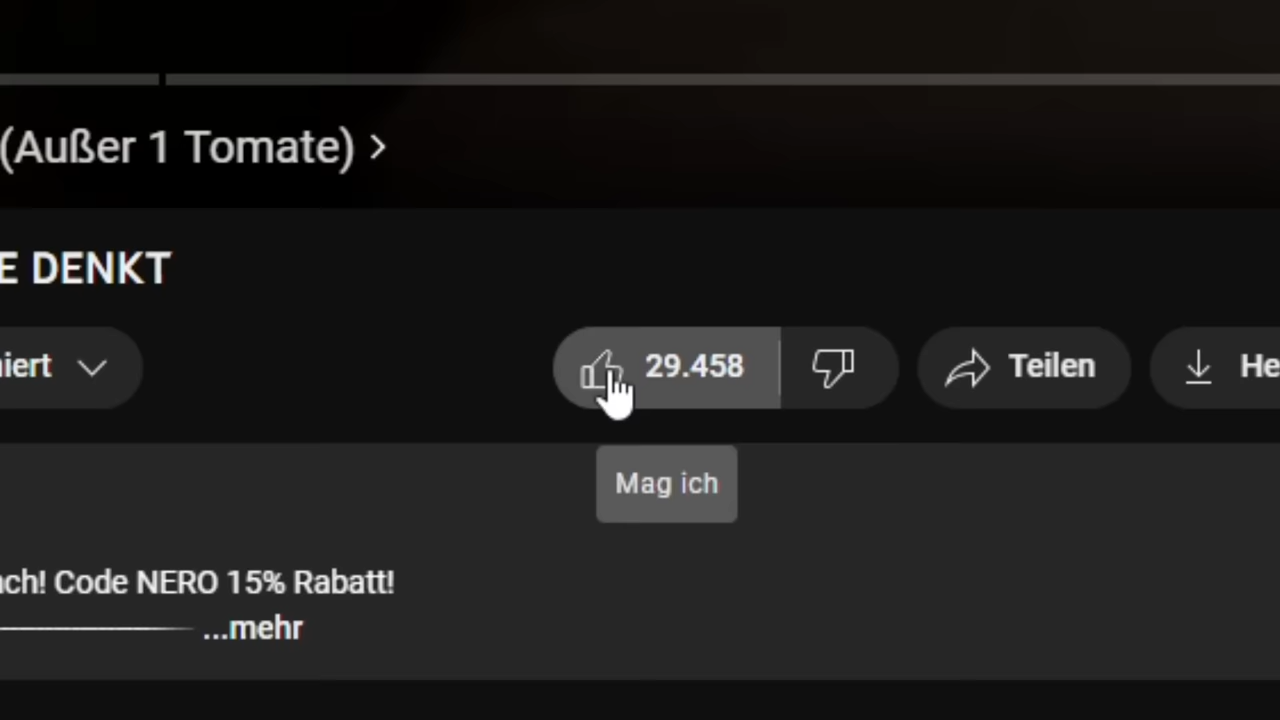 (Außer 1 Tomate) >
E DENKT
iert
29.458
Teilen
He
Mag ich
ch! Code NERO 15% Rabatt!
...mehr